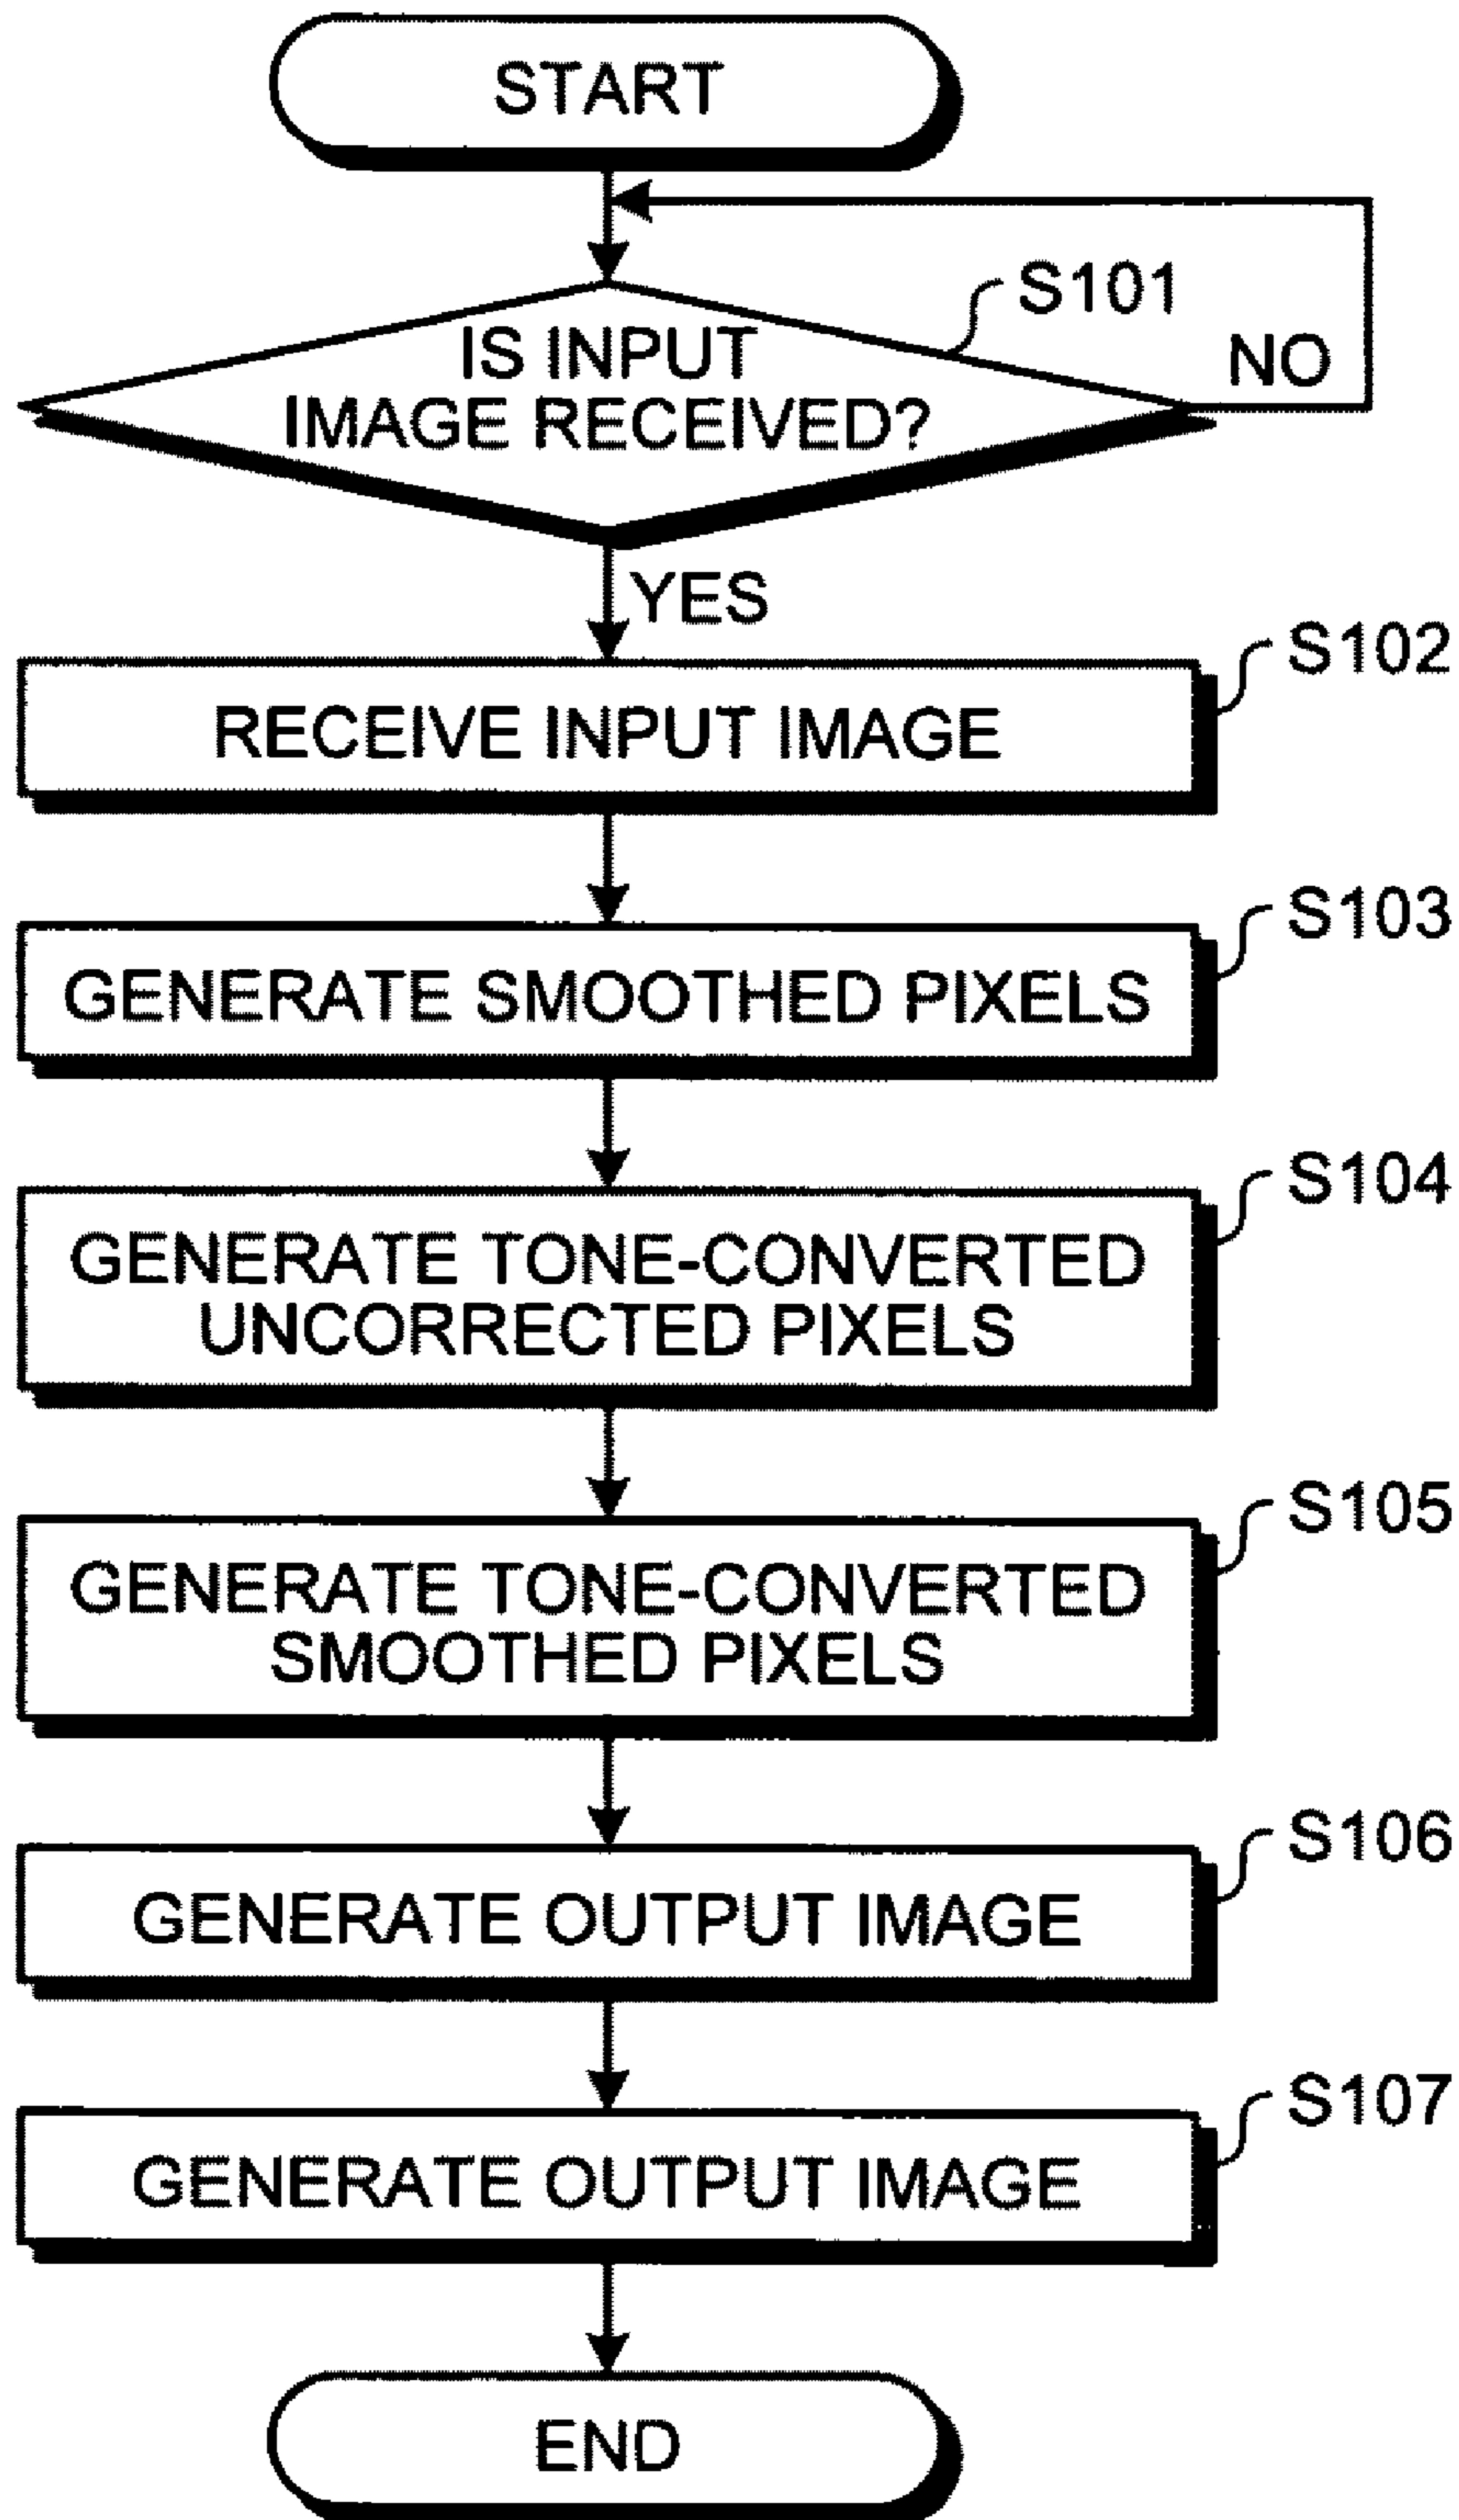 START
S101
IS INPUT
IMAGE RECEIVED?
NO
YES
S102
RECEIVE INPUT IMAGE
S103
GENERATE SMOOTHED PIXELS
S104
GENERATE TONE-CONVERTED
UNCORRECTED PIXELS
S105
GENERATE TONE-CONVERTED
SMOOTHED PIXELS
S106
GENERATE OUTPUT IMAGE
S107
GENERATE OUTPUT IMAGE
END